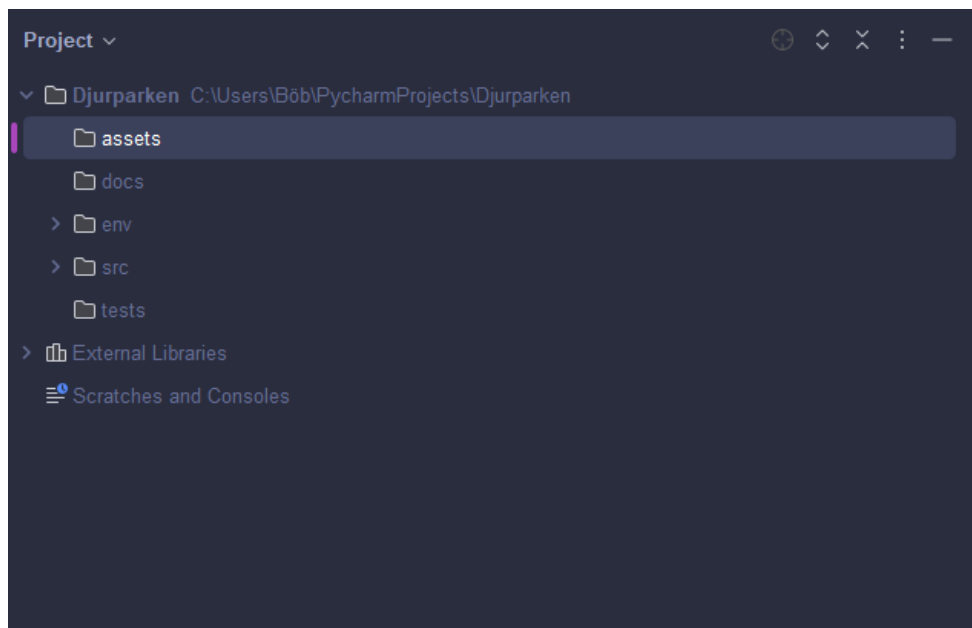 Project
Djurparken C:\Users\Böb\PycharmProjects\Djurparken
assets
docs
env
src
tests
External Libraries
Scratches and Consoles